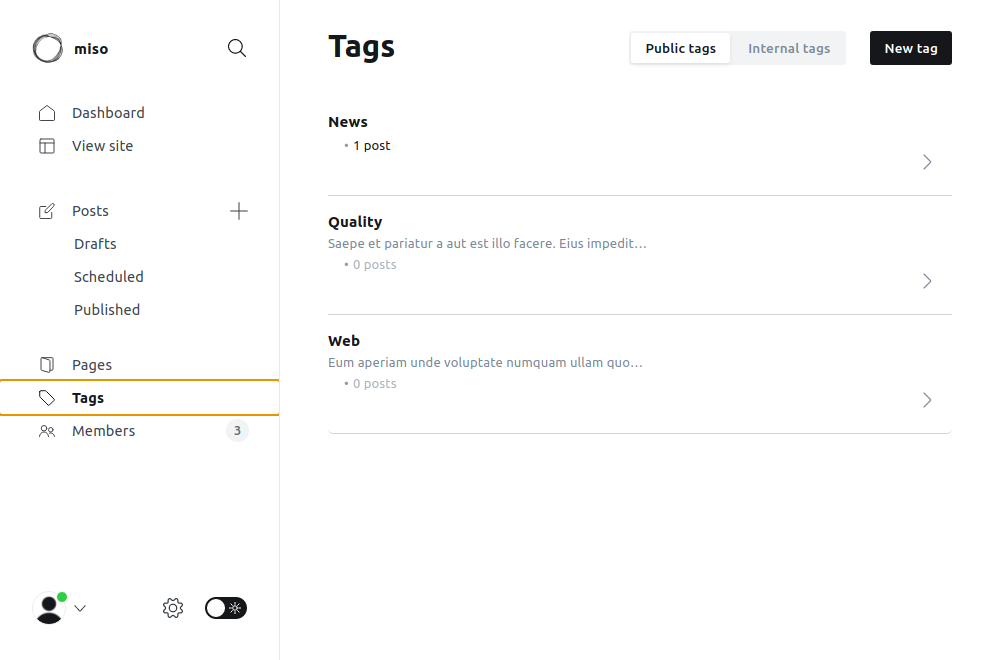 miso
Dashboard
View site
Posts
Drafts
Scheduled
Published
Pages
Tags
Members 3
Tags
Public tags Internal tags New tag
News
• 1 post
Quality
Saepe et pariatur a aut est illo facere. Eius impedit…
• 0 posts
Web
Eum aperiam unde voluptate numquam ullam quo…
• 0 posts